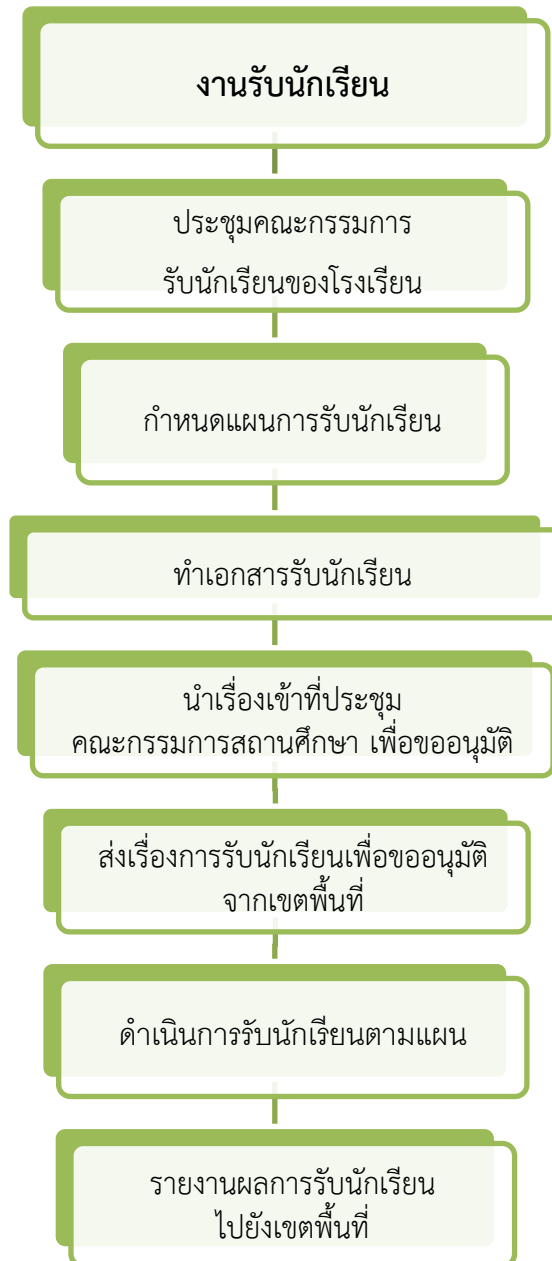 งานรับนักเรียน
ประชุมคณะกรรมการ
รับนักเรียนของโรงเรียน
กำหนดแผนการรับนักเรียน
ทำเอกสารรับนักเรียน
นำเรื่องเข้าที่ประชุม
คณะกรรมการสถานศึกษา เพื่อขออนุมัติ
ส่งเรื่องการรับนักเรียนเพื่อขออนุมัติ
จากเขตพื้นที่
ดำเนินการรับนักเรียนตามแผน
รายงานผลการรับนักเรียน
ไปยังเขตพื้นที่